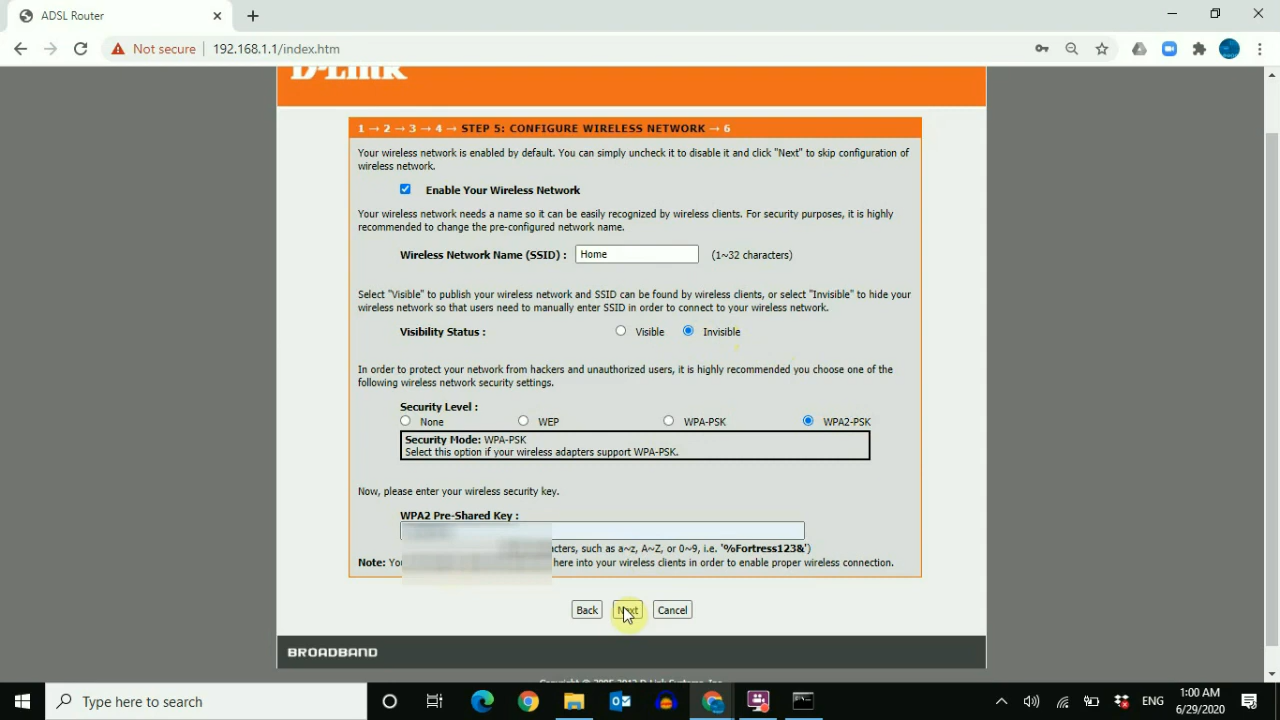 ADSL Router
Not secure
192.168.1.1/index.htm
D-Link
1 → 2 → 3 → 4 → STEP 5: CONFIGURE WIRELESS NETWORK → 6
Your wireless network is enabled by default. You can simply uncheck it to disable it and click "Next" to skip configuration of
wireless network.
Enable Your Wireless Network
Your wireless network needs a name so it can be easily recognized by wireless clients. For security purposes, it is highly
recommended to change the pre-configured network name.
Wireless Network Name (SSID) : Home (1~32 characters)
Select "Visible" to publish your wireless network and SSID can be found by wireless clients, or select "Invisible" to hide your
wireless network so that users need to manually enter SSID in order to connect to your wireless network.
Visibility Status : Visible Invisible
In order to protect your network from hackers and unauthorized users, it is highly recommended you choose one of the
following wireless network security settings.
Security Level :
None WEP WPA-PSK WPA2-PSK
Security Mode: WPA-PSK
Select this option if your wireless adapters support WPA-PSK.
Now, please enter your wireless security key.
WPA2 Pre-Shared Key :
such as a~z, A~Z, or 0~9, i.e. '%Fortress123&')
Note: here into your wireless clients in order to enable proper wireless connection.
Back Next Cancel
BROADBAND
Copyright © 2005-2012 D-Link Systems, Inc.
Type here to search
ENG
1:00 AM
6/29/2020